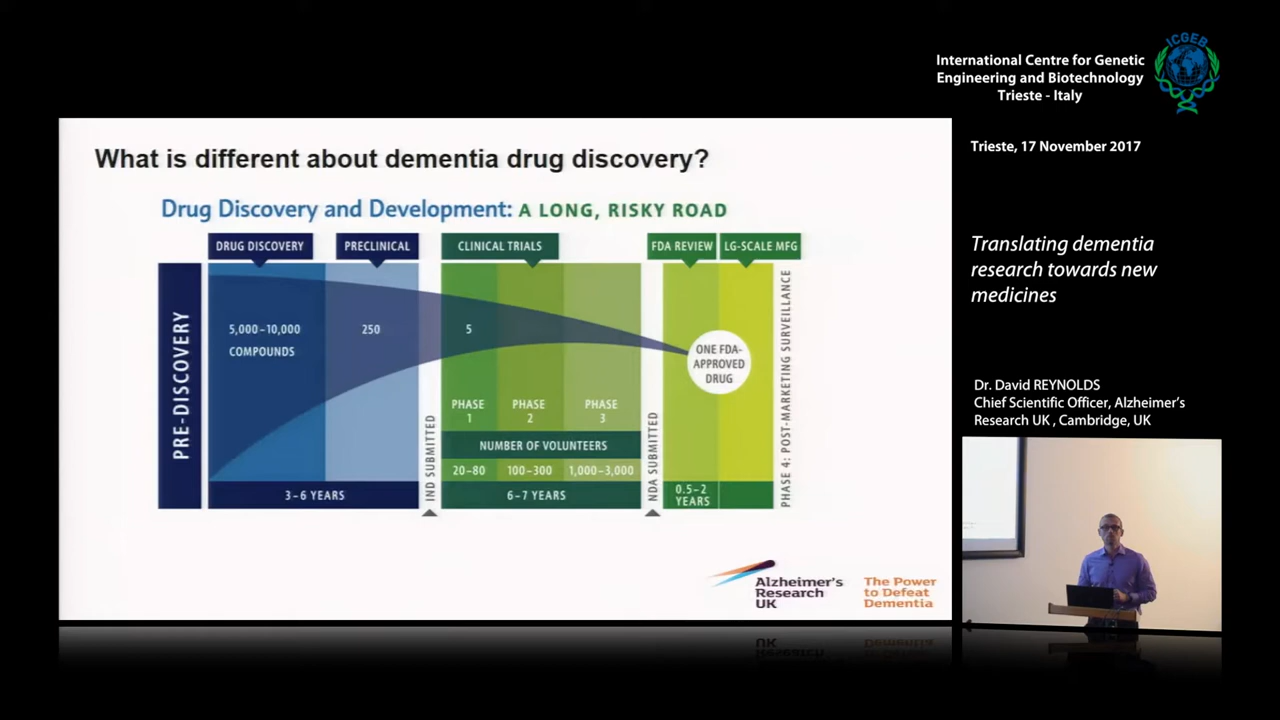 International Centre for Genetic
Engineering and Biotechnology
Trieste - Italy
ICGEB
Trieste, 17 November 2017
What is different about dementia drug discovery?
Drug Discovery and Development: A LONG, RISKY ROAD
DRUG DISCOVERY
PRECLINICAL
CLINICAL TRIALS
FDA REVIEW
LG-SCALE MFG
PRE-DISCOVERY
5,000–10,000
COMPOUNDS
250
5
ONE FDA-
APPROVED
DRUG
PHASE
1
PHASE
2
PHASE
3
NUMBER OF VOLUNTEERS
20–80
100–300
1,000–3,000
IND SUBMITTED
NDA SUBMITTED
3–6 YEARS
6–7 YEARS
0.5–2
YEARS
PHASE 4: POST-MARKETING SURVEILLANCE
Alzheimer's
Research
UK
The Power
to Defeat
Dementia
Translating dementia
research towards new
medicines
Dr. David REYNOLDS
Chief Scientific Officer, Alzheimer's
Research UK , Cambridge, UK